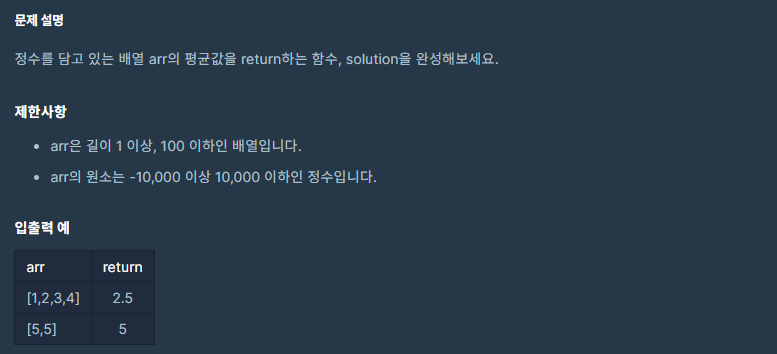 문제 설명
정수를 담고 있는 배열 arr의 평균값을 return하는 함수, solution을 완성해보세요.
제한사항
• arr은 길이 1 이상, 100 이하인 배열입니다.
• arr의 원소는 -10,000 이상 10,000 이하인 정수입니다.
입출력 예
arr return
[1,2,3,4] 2.5
[5,5] 5